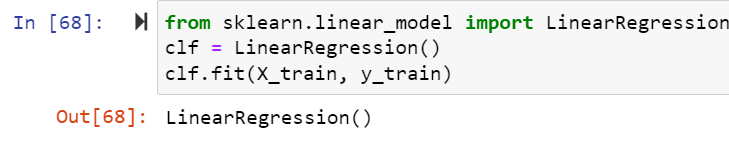 In [68]: from sklearn.linear_model import LinearRegression
clf = LinearRegression()
clf.fit(X_train, y_train)
Out[68]: LinearRegression()